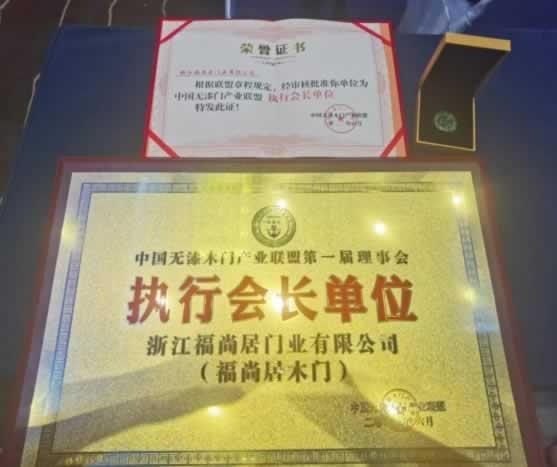 荣誉证书
根据联盟章程规定，经审核批准你单位为
中国无漆门产业联盟 执行会长单位
特发此证！
中国无漆木门产业联盟第一届理事会
执行会长单位
浙江福尚居门业有限公司
（福尚居木门）